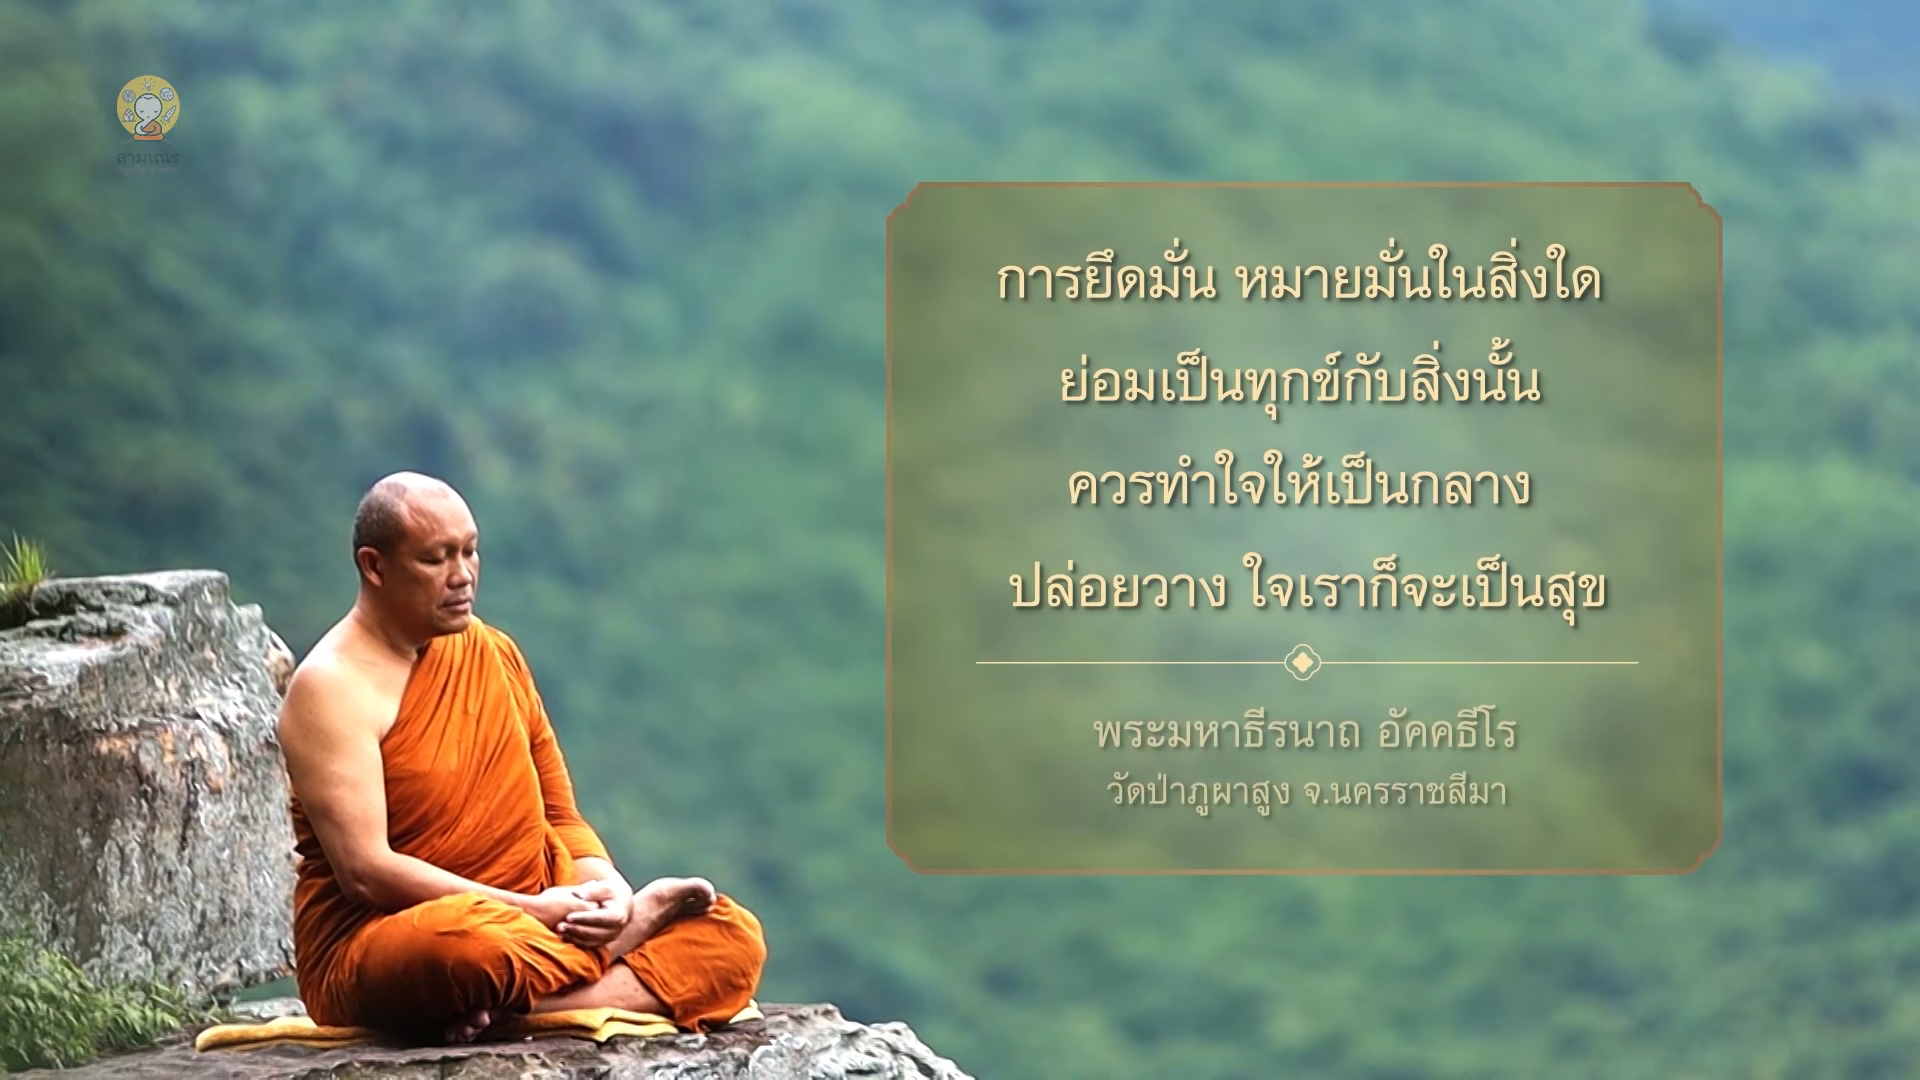 สามเณร
การยึดมั่น หมายมั่นในสิ่งใด
ย่อมเป็นทุกข์กับสิ่งนั้น
ควรทำใจให้เป็นกลาง
ปล่อยวาง ใจเราก็จะเป็นสุข
พระมหาธีรนาถ อัคคธีโร
วัดป่าภูผาสูง จ.นครราชสีมา